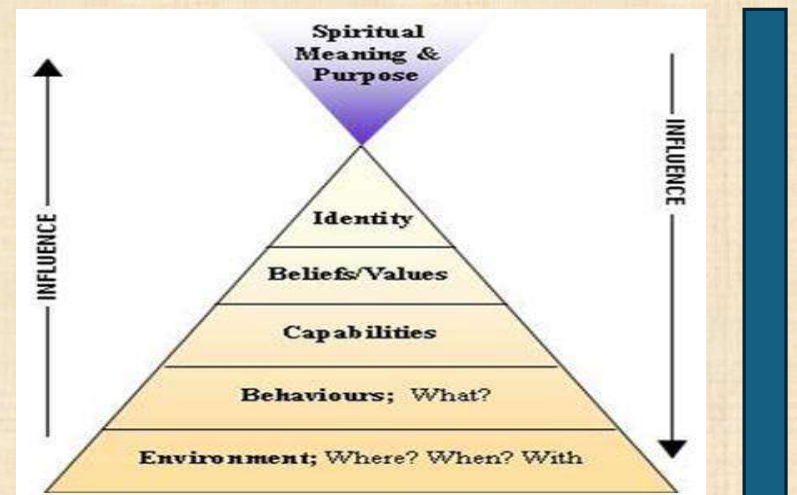 Spiritual
Meaning &
Purpose
INFLUENCE
INFLUENCE
Identity
Beliefs/Values
Capabilities
Behaviours; What?
Environment; Where? When? With